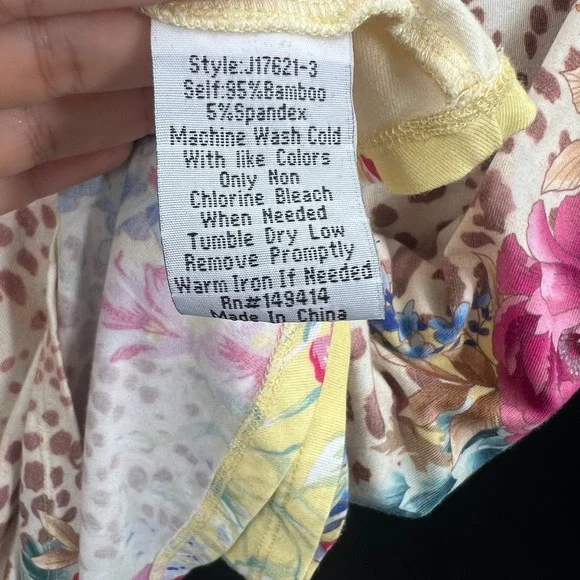 Style:J17621-3
Self:95%Bamboo
5%Spandex
Machine Wash Cold
With like Colors
Only Non
Chlorine Bleach
When Needed
Tumble Dry Low
Remove Promptly
Warm Iron If Needed
Rn#149414
Made In China